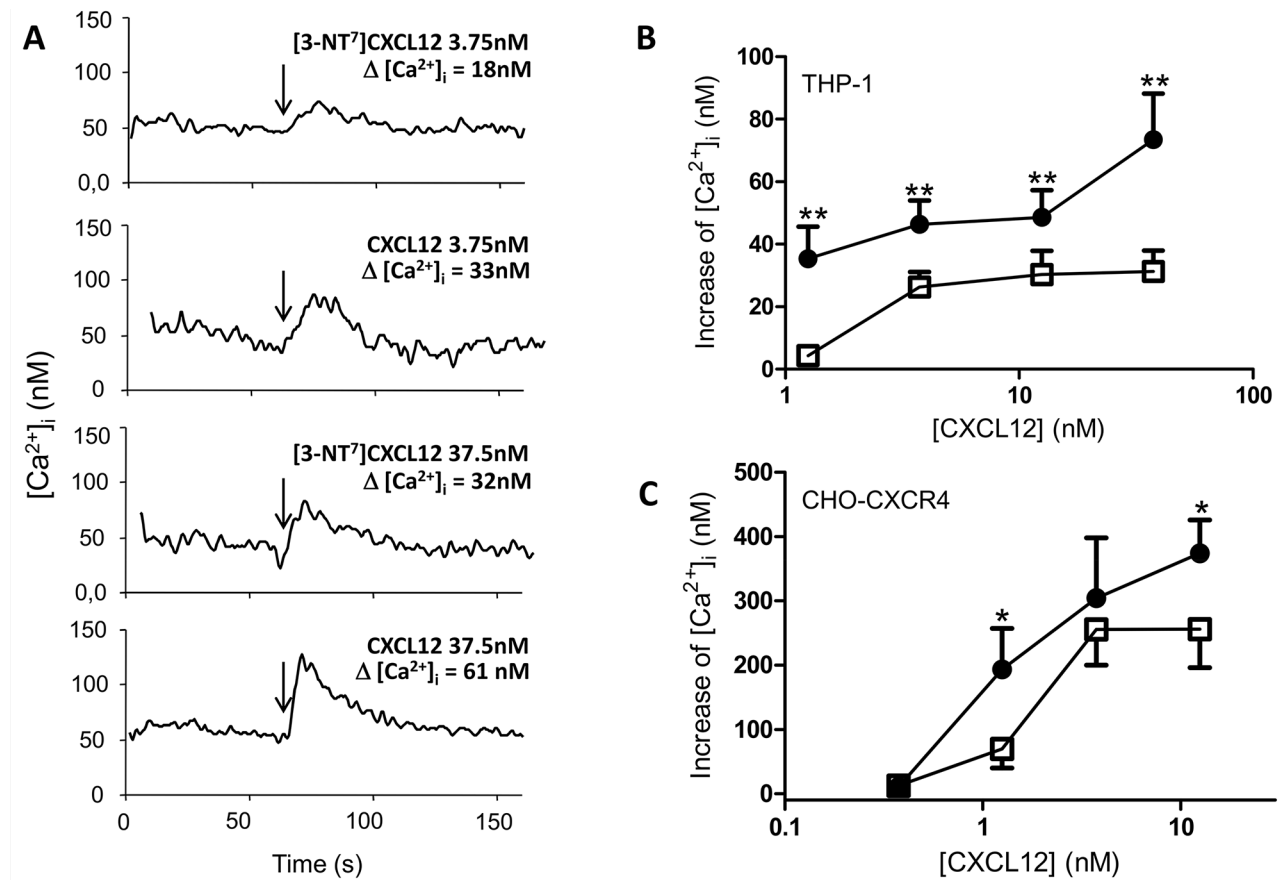 A
150
[3-NT⁷]CXCL12 3.75nM
100
Δ [Ca²⁺]ᵢ = 18nM
50
0,0
150
CXCL12 3.75nM
100
Δ [Ca²⁺]ᵢ = 33nM
50
0
[Ca²⁺]ᵢ (nM)
150
[3-NT⁷]CXCL12 37.5nM
100
Δ [Ca²⁺]ᵢ = 32nM
50
0,0
150
CXCL12 37.5nM
100
Δ [Ca²⁺]ᵢ = 61 nM
50
0
0 50 100 150
Time (s)
B
THP-1
Increase of [Ca²⁺]ᵢ (nM)
100
80
60
40
20
0
** ** ** **
1 10 100
[CXCL12] (nM)
C
CHO-CXCR4
Increase of [Ca²⁺]ᵢ (nM)
500
400
300
200
100
0
* *
0.1 1 10
[CXCL12] (nM)